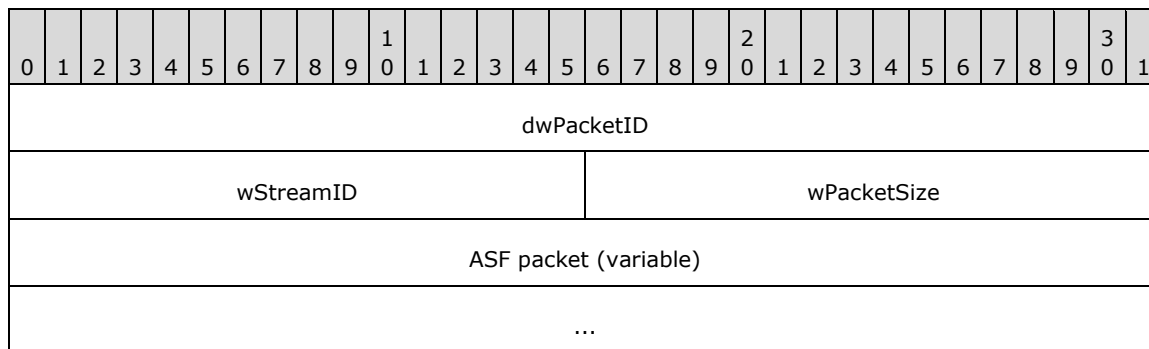 1 2 3
0 1 2 3 4 5 6 7 8 9 0 1 2 3 4 5 6 7 8 9 0 1 2 3 4 5 6 7 8 9 0 1
dwPacketID
wStreamID wPacketSize
ASF packet (variable)
...